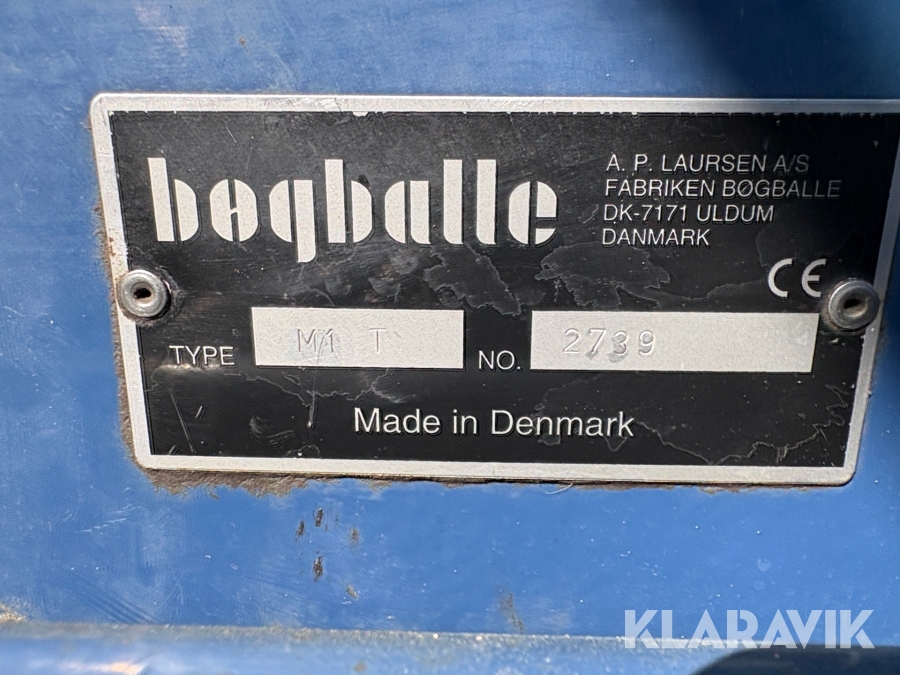 bøgballe
A. P. LAURSEN A/S
FABRIKEN BØGBALLE
DK-7171 ULDUM
DANMARK
CE
TYPE M1 T NO. 2739
Made in Denmark
KLARAVIK